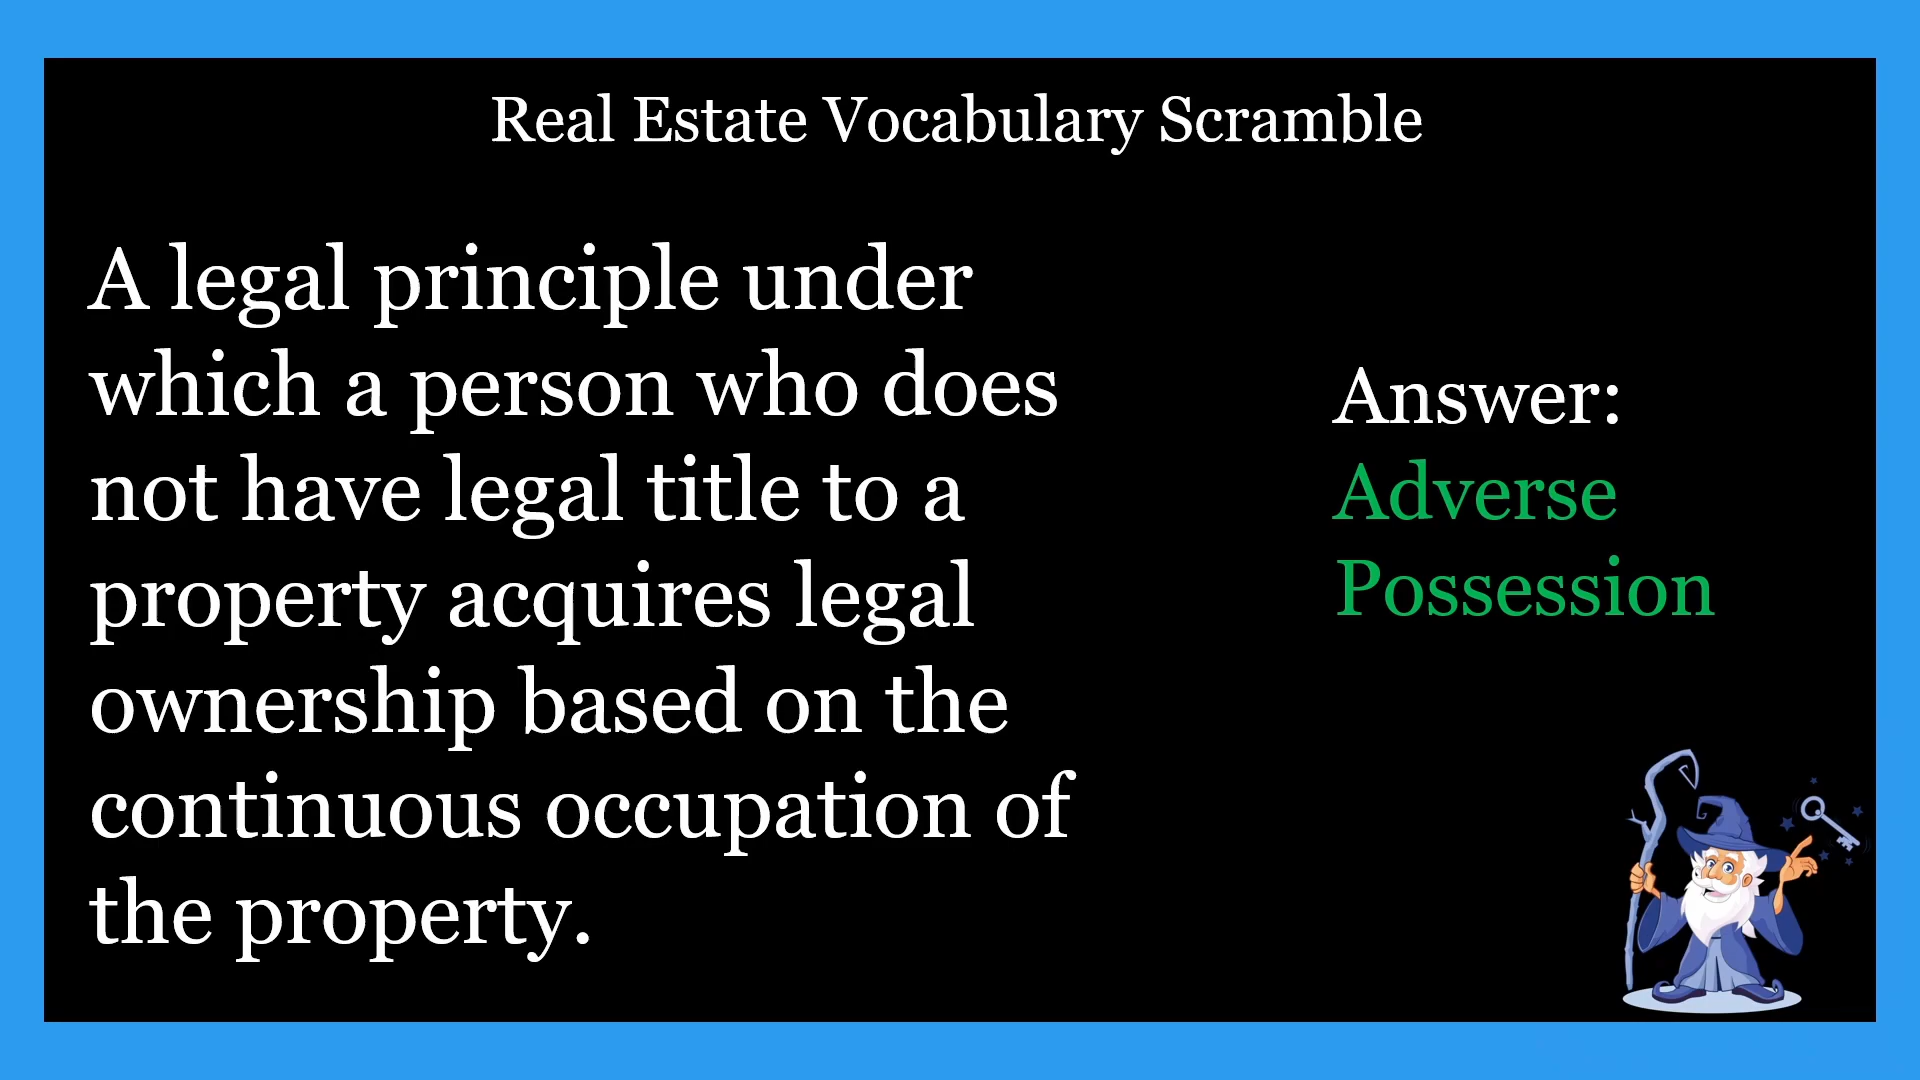 Real Estate Vocabulary Scramble
A legal principle under
which a person who does
not have legal title to a
property acquires legal
ownership based on the
continuous occupation of
the property.
Answer:
Adverse
Possession